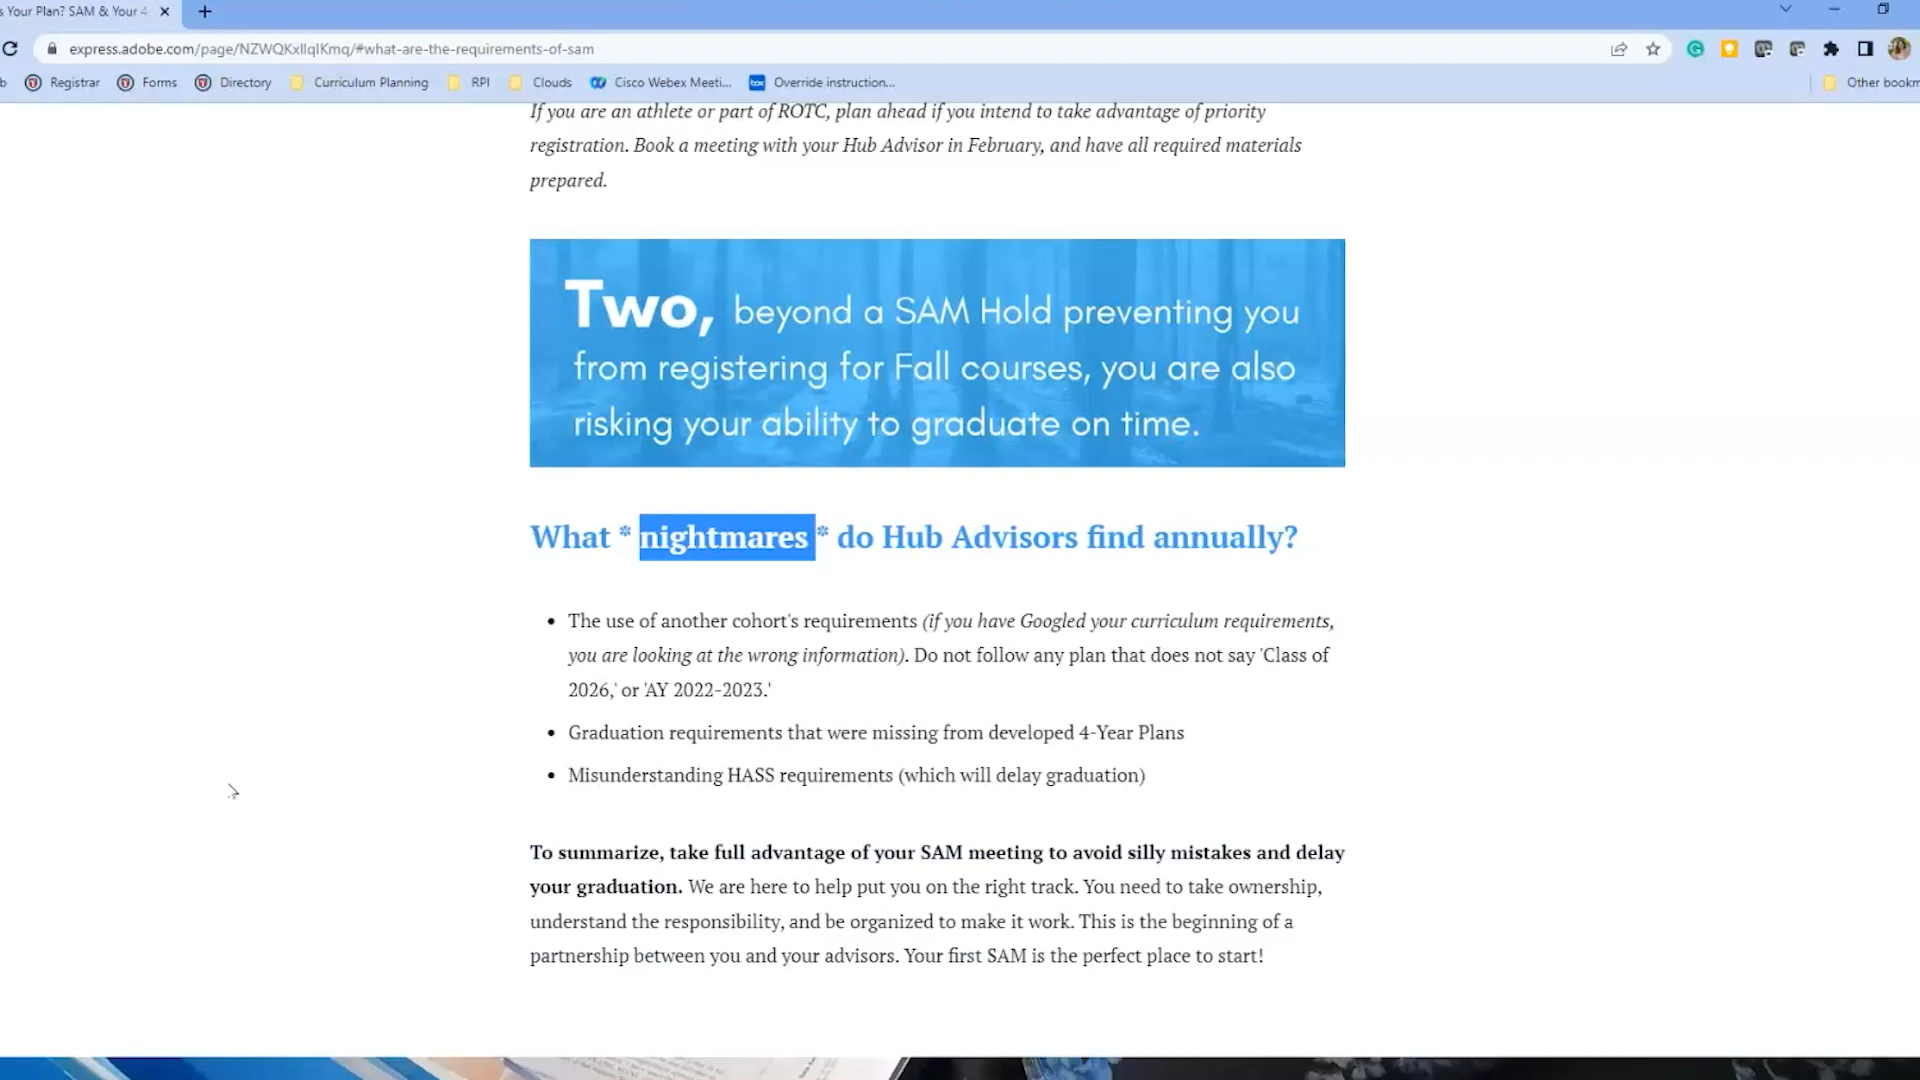 s Your Plan? SAM & Your 4
express.adobe.com/page/NZWQKxllqlKmq/#what-are-the-requirements-of-sam
b Registrar Forms Directory Curriculum Planning RPI Clouds Cisco Webex Meeti... box Override instruction... Other bookm
If you are an athlete or part of ROTC, plan ahead if you intend to take advantage of priority
registration. Book a meeting with your Hub Advisor in February, and have all required materials
prepared.
Two, beyond a SAM Hold preventing you
from registering for Fall courses, you are also
risking your ability to graduate on time.
What * nightmares * do Hub Advisors find annually?
• The use of another cohort's requirements (if you have Googled your curriculum requirements,
you are looking at the wrong information). Do not follow any plan that does not say 'Class of
2026,' or 'AY 2022-2023.'
• Graduation requirements that were missing from developed 4-Year Plans
• Misunderstanding HASS requirements (which will delay graduation)
To summarize, take full advantage of your SAM meeting to avoid silly mistakes and delay
your graduation. We are here to help put you on the right track. You need to take ownership,
understand the responsibility, and be organized to make it work. This is the beginning of a
partnership between you and your advisors. Your first SAM is the perfect place to start!